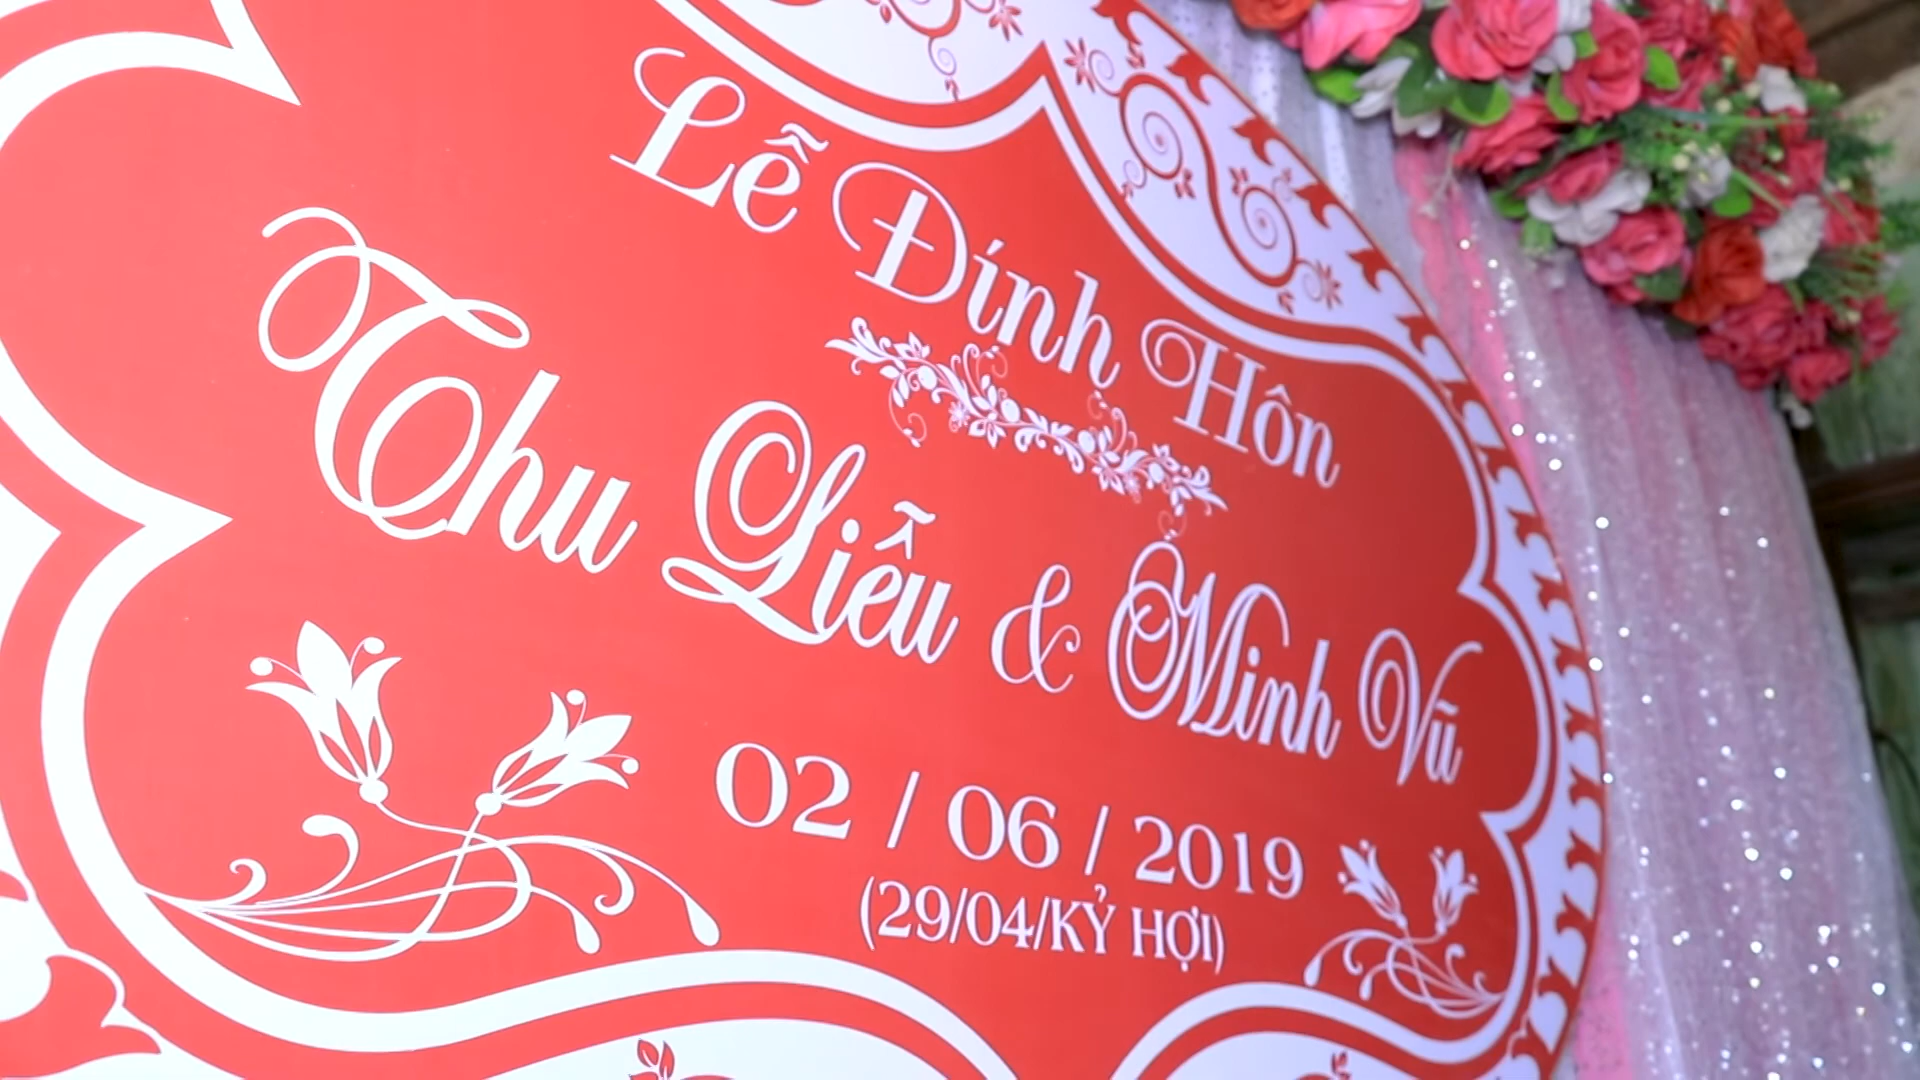 Lễ Đính Hôn
Thu Liễu & Minh Vũ
02 / 06 / 2019
(29/04/KỶ HỢI)